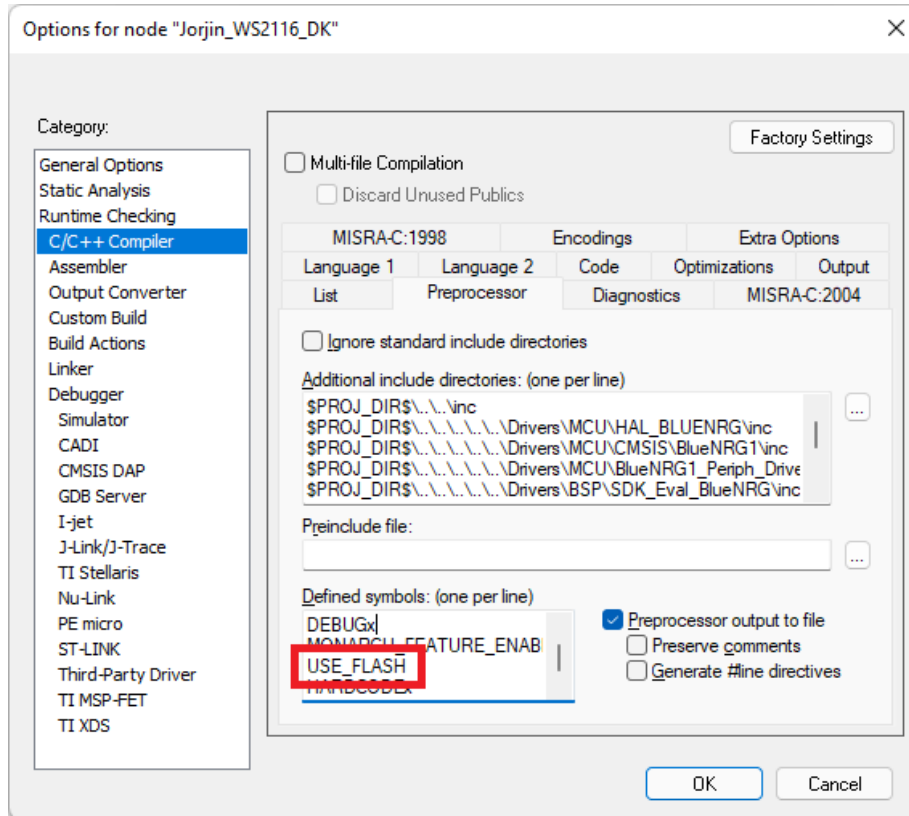 Options for node "Jorjin_WS2116_DK"
Category:
General Options
Static Analysis
Runtime Checking
C/C++ Compiler
Assembler
Output Converter
Custom Build
Build Actions
Linker
Debugger
Simulator
CADI
CMSIS DAP
GDB Server
I-jet
J-Link/J-Trace
TI Stellaris
Nu-Link
PE micro
ST-LINK
Third-Party Driver
TI MSP-FET
TI XDS
Factory Settings
Multi-file Compilation
Discard Unused Publics
MISRA-C:1998 Encodings Extra Options
Language 1 Language 2 Code Optimizations Output
List Preprocessor Diagnostics MISRA-C:2004
Ignore standard include directories
Additional include directories: (one per line)
$PROJ_DIR$\..\..\inc
$PROJ_DIR$\..\..\..\..\..\Drivers\MCU\HAL_BLUENRG\inc
$PROJ_DIR$\..\..\..\..\..\Drivers\MCU\CMSIS\BlueNRG1\inc
$PROJ_DIR$\..\..\..\..\..\Drivers\MCU\BlueNRG1_Periph_Drive
$PROJ_DIR$\..\..\..\..\..\Drivers\BSP\SDK_Eval_BlueNRG\inc
...
Preinclude file:
...
Defined symbols: (one per line)
DEBUGx
MONARCH_FEATURE_ENABI
USE_FLASH
HARDCODEx
Preprocessor output to file
Preserve comments
Generate #line directives
OK Cancel